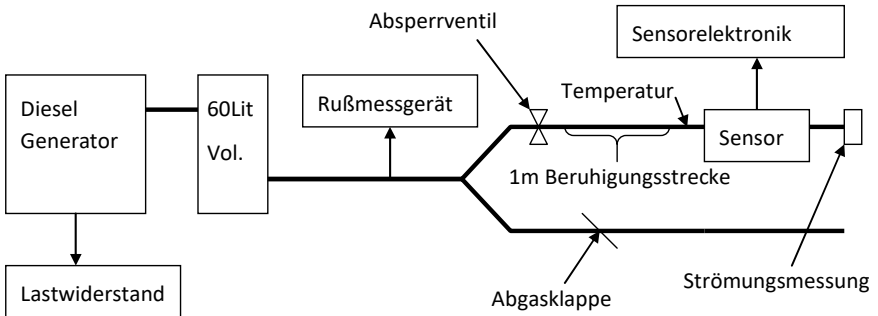 Absperrventil
Sensorelektronik
Diesel
Generator
60Lit
Vol.
Rußmessgerät
Temperatur
Sensor
1m Beruhigungsstrecke
Lastwiderstand
Abgasklappe
Strömungsmessung